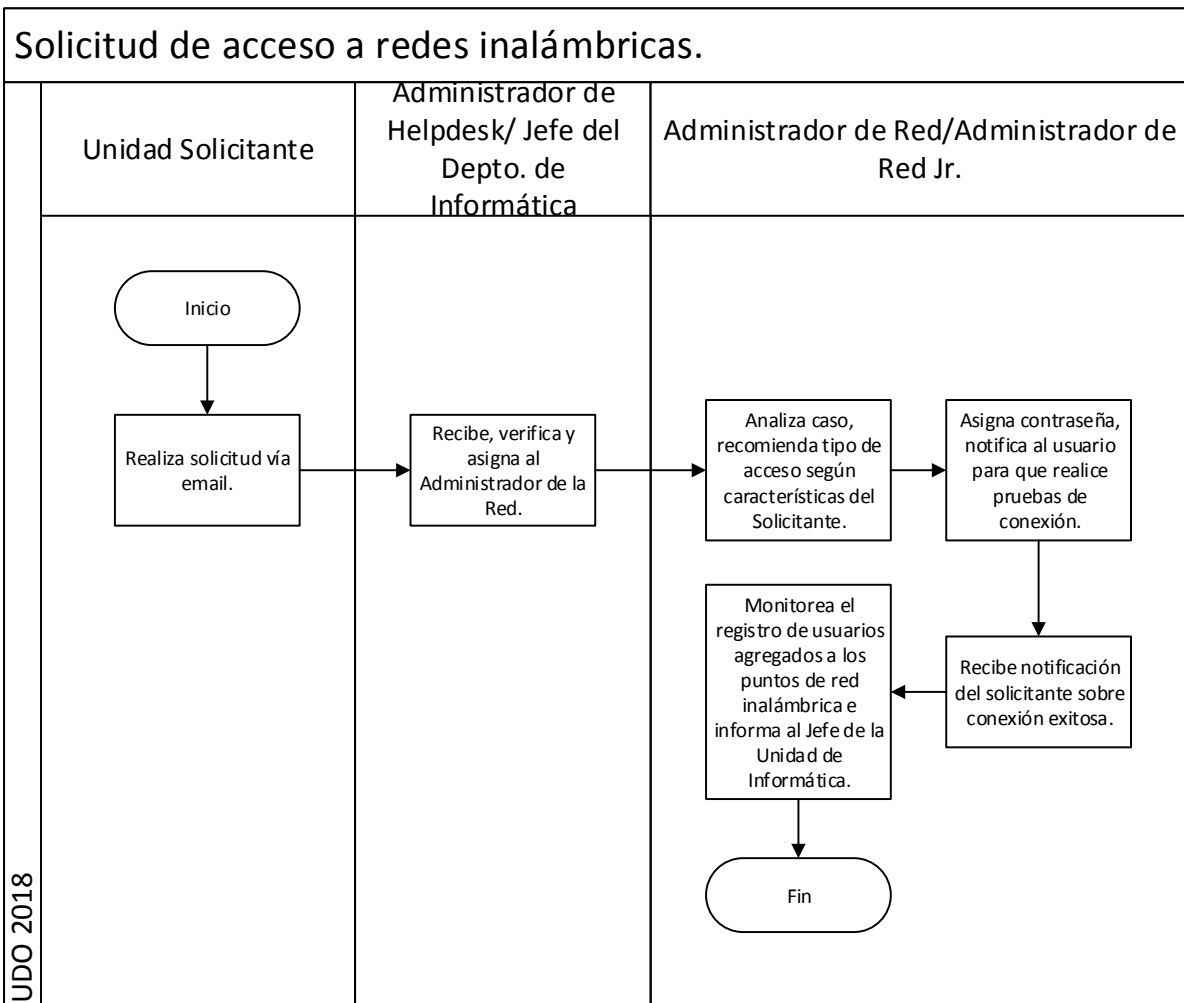 Solicitud de acceso a redes inalámbricas.
Unidad Solicitante
Administrador de
Helpdesk/ Jefe del
Depto. de
Informática
Administrador de Red/Administrador de
Red Jr.
Inicio
Realiza solicitud vía
email.
Recibe, verifica y
asigna al
Administrador de la
Red.
Analiza caso,
recomienda tipo de
acceso según
características del
Solicitante.
Asigna contraseña,
notifica al usuario
para que realice
pruebas de
conexión.
Recibe notificación
del solicitante sobre
conexión exitosa.
Monitorea el
registro de usuarios
agregados a los
puntos de red
inalámbrica e
informa al Jefe de la
Unidad de
Informática.
Fin
UDO 2018